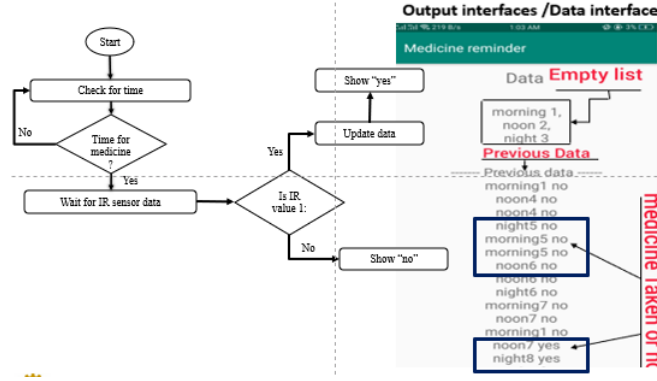 Output interfaces /Data interface
1:03 AM
Medicine reminder
Start
Check for time
No
Time for
medicine
?
Yes
Wait for IR sensor data
Is IR
value 1:
Yes
Update data
Show “yes”
No
Show “no”
Data Empty list
morning 1,
noon 2,
night 3
Previous Data
Previous data
morning1 no
noon4 no
noon4 no
night5 no
morning5 no
morning5 no
noon6 no
noon6 no
night6 no
morning7 no
noon7 no
morning1 no
noon7 yes
night8 yes
medicine Taken or no